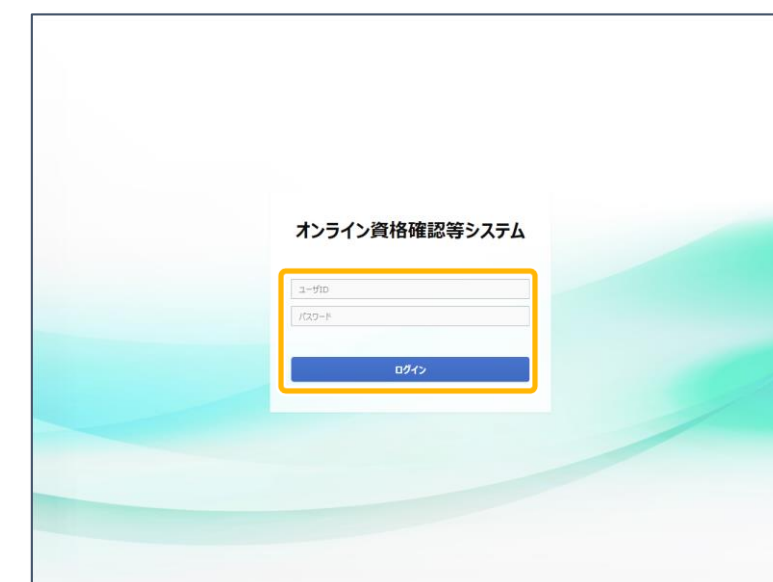 オンライン資格確認等システム
ユーザID
パスワード
ログイン